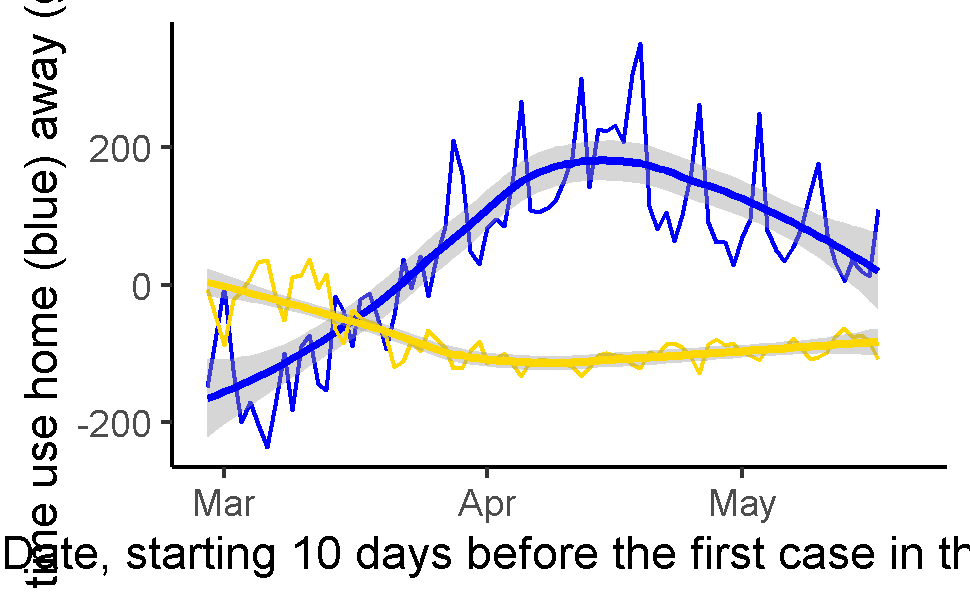 time use home (blue) away (
200
0
-200
Mar Apr May
Date, starting 10 days before the first case in th